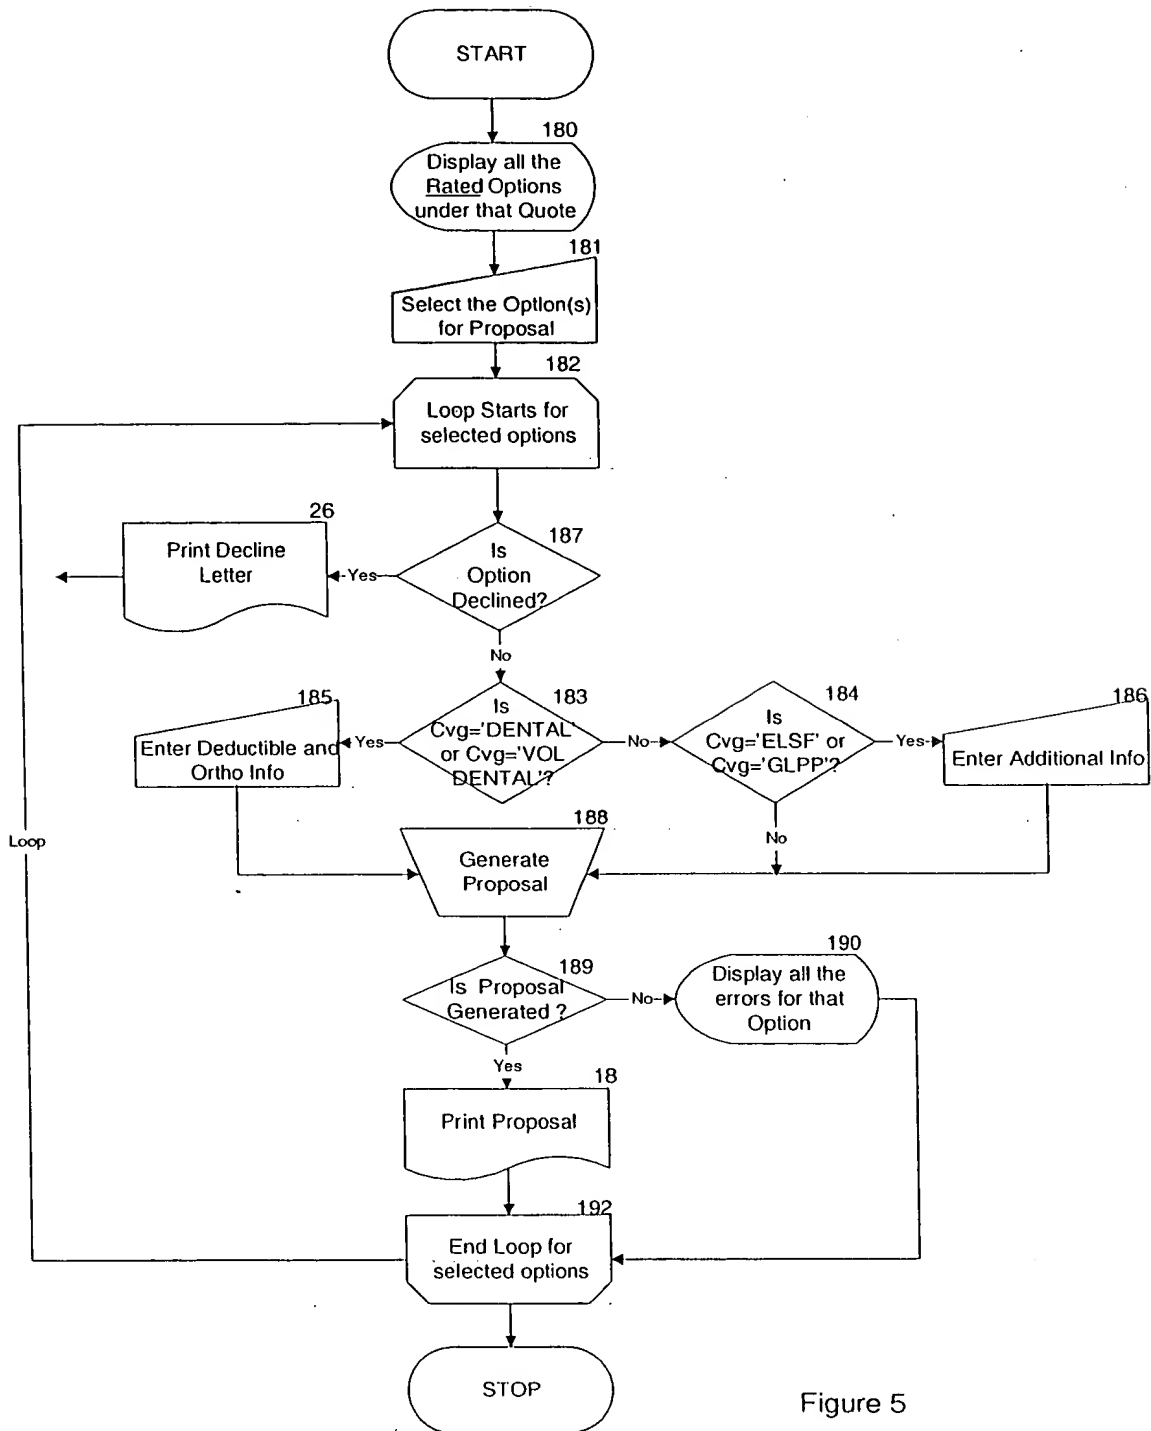 START
180
Display all the
Rated Options
under that Quote
181
Select the Option(s)
for Proposal
182
Loop Starts for
selected options
26
Print Decline
Letter
Yes
187
Is
Option
Declined?
No
185
Enter Deductible and
Ortho Info
Yes
183
Is
Cvg='DENTAL'
or Cvg='VOL
DENTAL'?
No
184
Is
Cvg='ELSF' or
Cvg='GLPP'?
Yes
186
Enter Additional Info
No
Loop
188
Generate
Proposal
189
Is Proposal
Generated ?
No
190
Display all the
errors for that
Option
Yes
18
Print Proposal
192
End Loop for
selected options
STOP
Figure 5